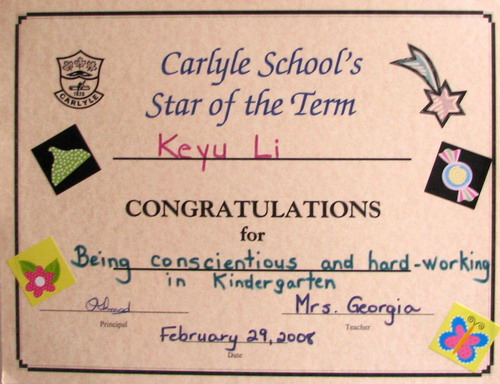 Carlyle School's
Star of the Term
CARLYLE
Keyu Li
CONGRATULATIONS
for
Being conscientious and hard-working
in Kindergarten
Mrs. Georgia
Principal
Teacher
February 29, 2008
Date